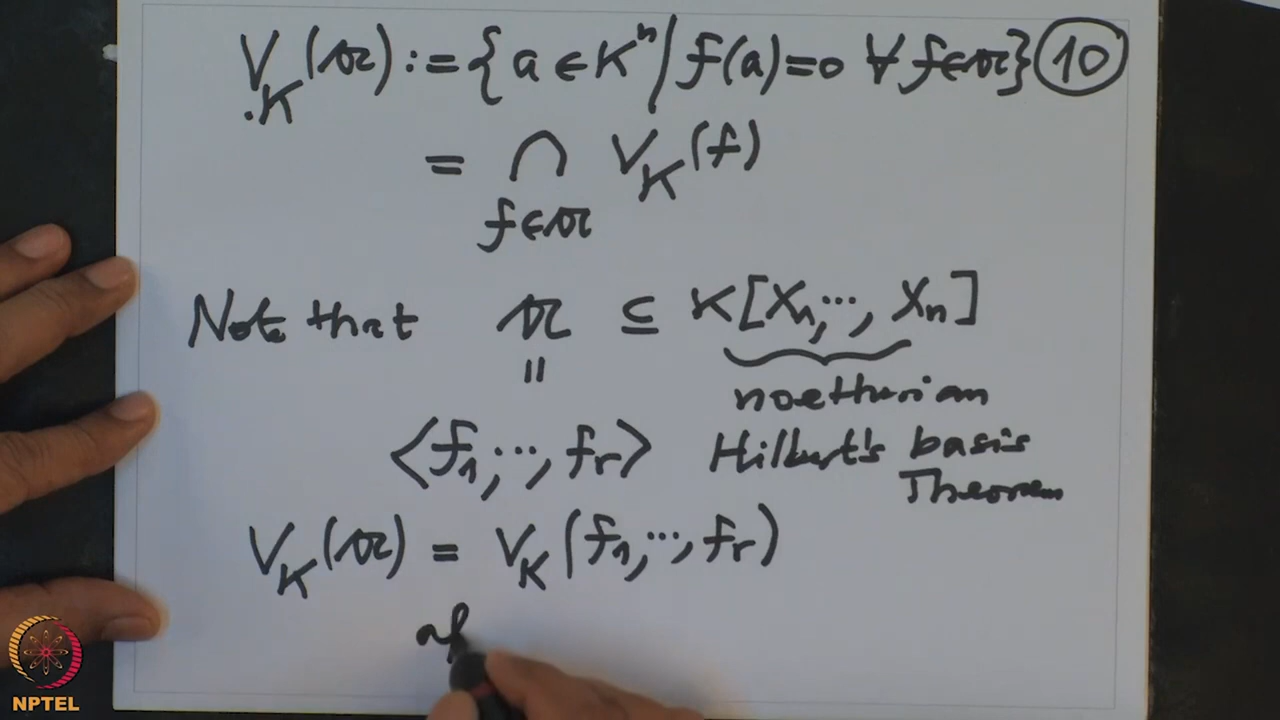 V_K(𝔞) := {a ∈ K^n | f(a)=0 ∀ f∈𝔞} 10
= ⋂_{f∈𝔞} V_K(f)
Note that 𝔞 ⊆ K[X_1,…, X_n]
=
noetherian
<f_1,…, f_r> Hilbert's basis
Theorem
V_K(𝔞) = V_K(f_1,…, f_r)
af
NPTEL